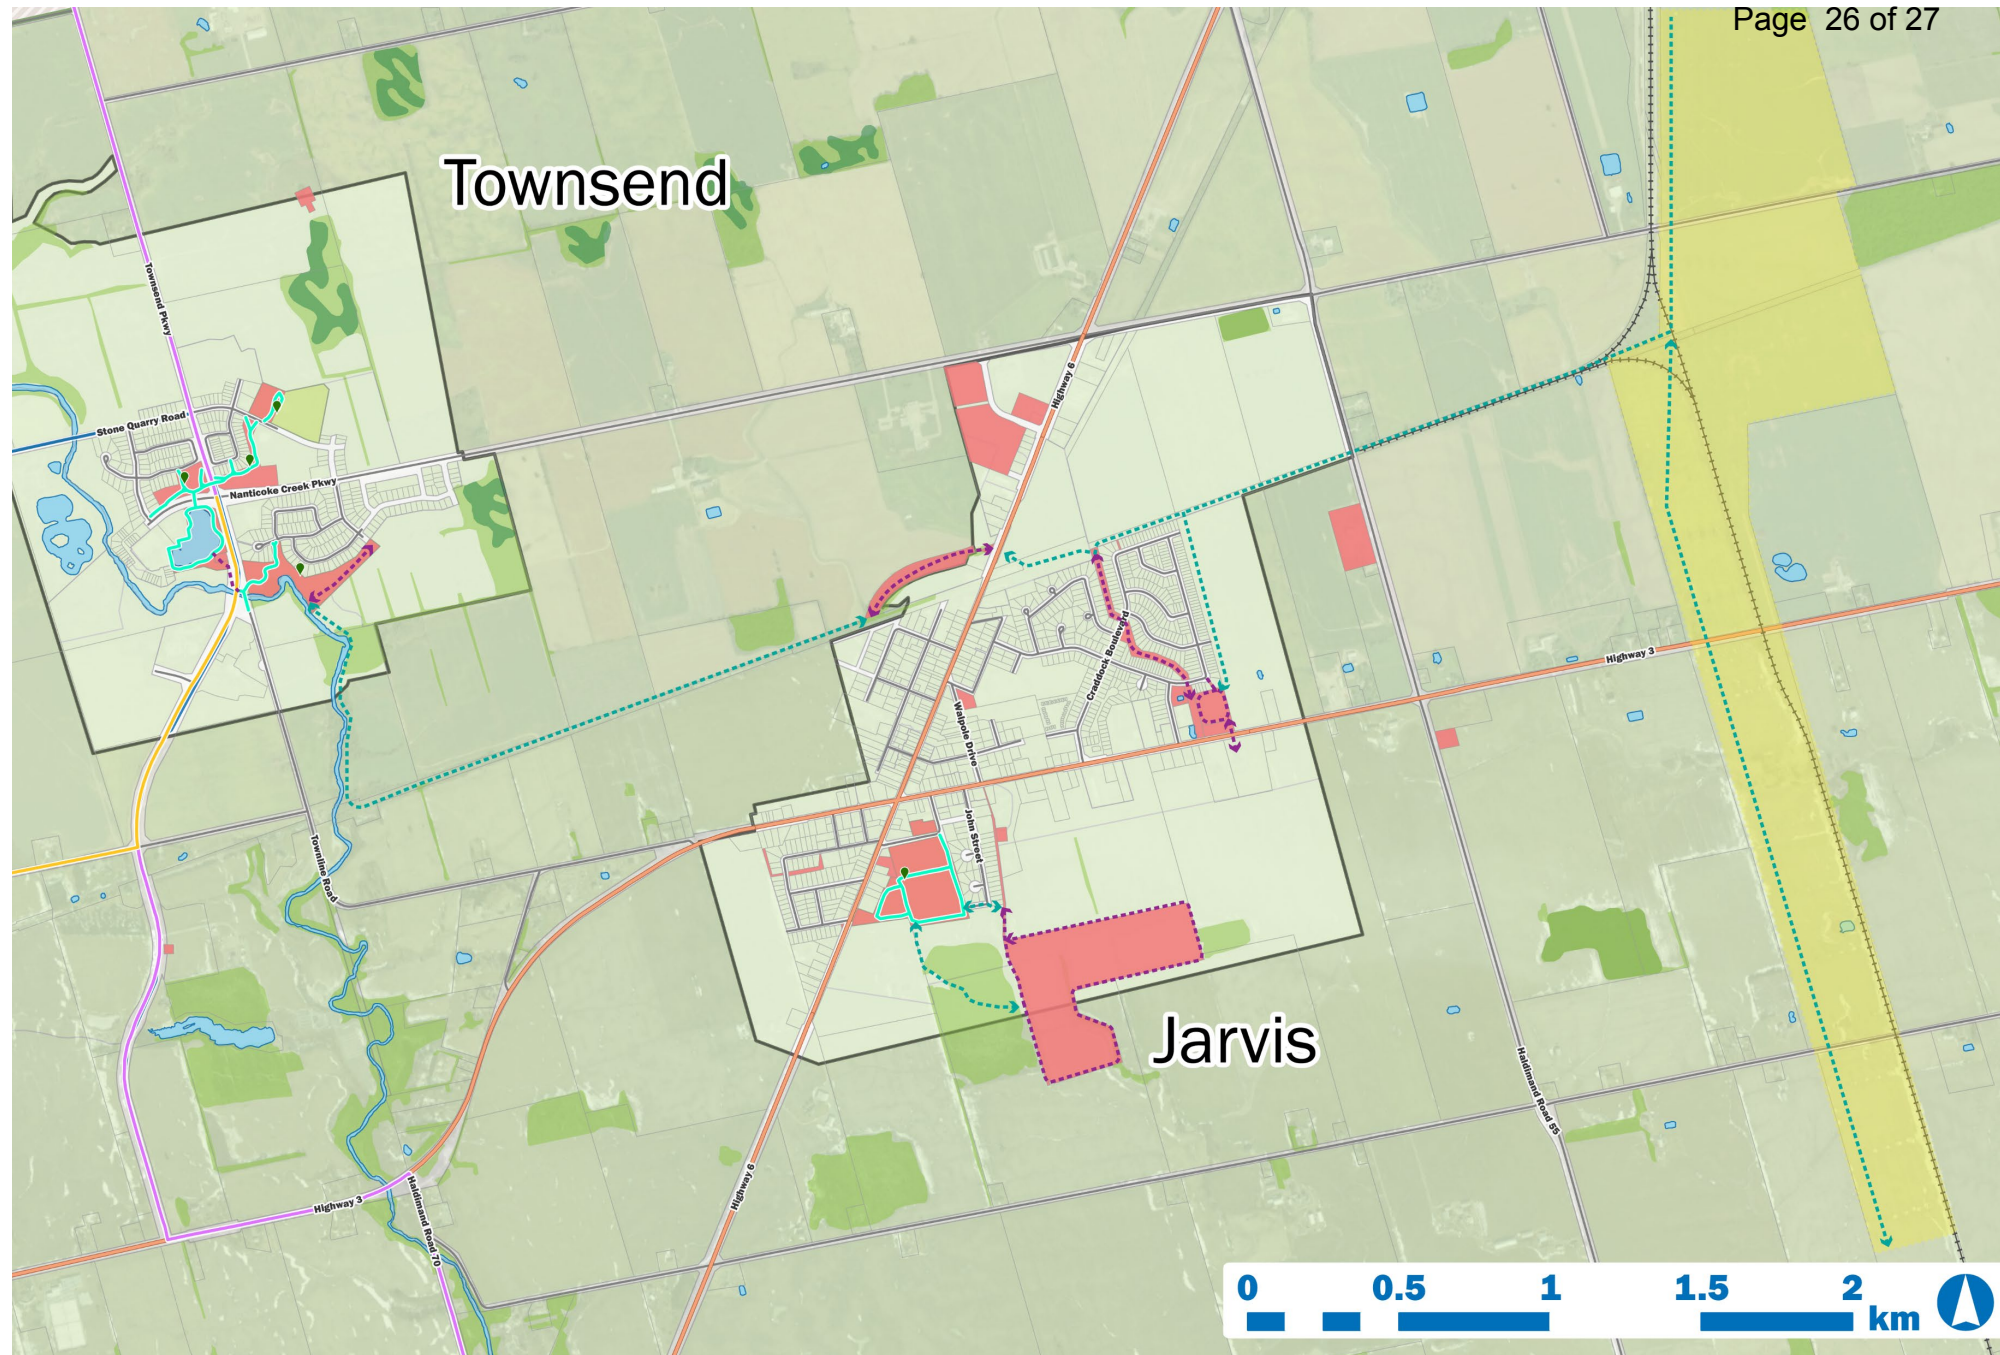 Page 26 of 27
Townsend
Townsend Pkwy
Highway 6
Stone Quarry Road
Nanticoke Creek Pkwy
Craddock Boulevard
Highway 3
Walpole Drive
John Street
Townline Road
Jarvis
Haldimand Road 55
Highway 6
Highway 3
Haldimand Road 70
0 0.5 1 1.5 2
km